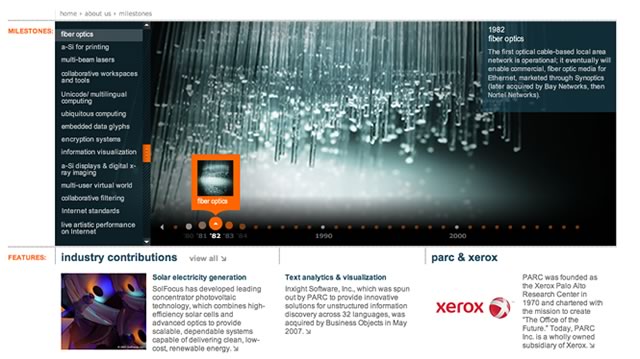 home » about us » milestones
MILESTONES:
fiber optics
a-Si for printing
multi-beam lasers
collaborative workspaces
and tools
Unicode/ multilingual
computing
ubiquitous computing
embedded data glyphs
encryption systems
information visualization
a-Si displays & digital x-
ray imaging
multi-user virtual world
collaborative filtering
Internet standards
live artistic performance
on Internet
1982
fiber optics
The first optical cable-based local area
network is operational; it eventually will
enable commercial, fiber optic media for
Ethernet, marketed through Synoptics
(later acquired by Bay Networks, then
Nortel Networks).
fiber optics
'80 '81 '82 '83 '84 1990 2000
FEATURES:
industry contributions view all
Solar electricity generation
SolFocus has developed leading
concentrator photovoltaic
technology, which combines high-
efficiency solar cells and
advanced optics to provide
scalable, dependable systems
capable of delivering clean, low-
cost, renewable energy.
Text analytics & visualization
Inxight Software, Inc., which was spun
out by PARC to provide innovative
solutions for unstructured information
discovery across 32 languages, was
acquired by Business Objects in May
2007.
parc & xerox
xerox
PARC was founded as
the Xerox Palo Alto
Research Center in
1970 and chartered with
the mission to create
"The Office of the
Future." Today, PARC
Inc. is a wholly owned
subsidiary of Xerox.